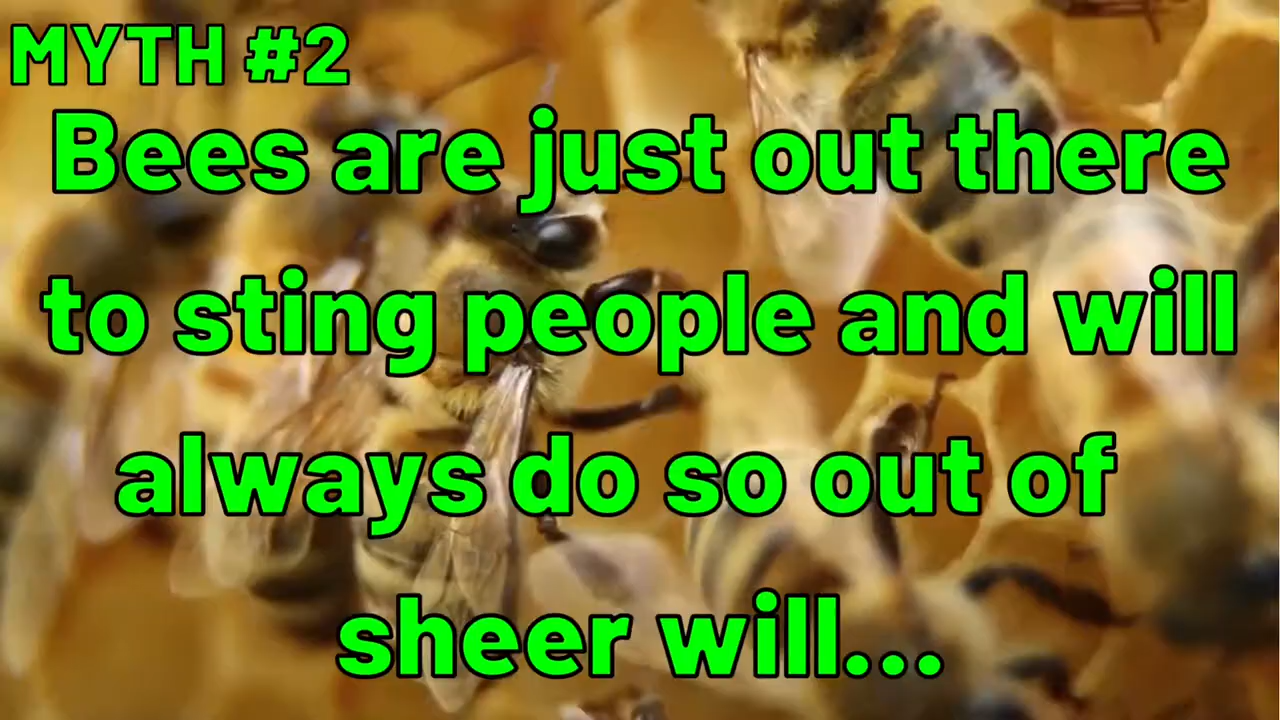 MYTH #2
Bees are just out there
to sting people and will
always do so out of
sheer will...